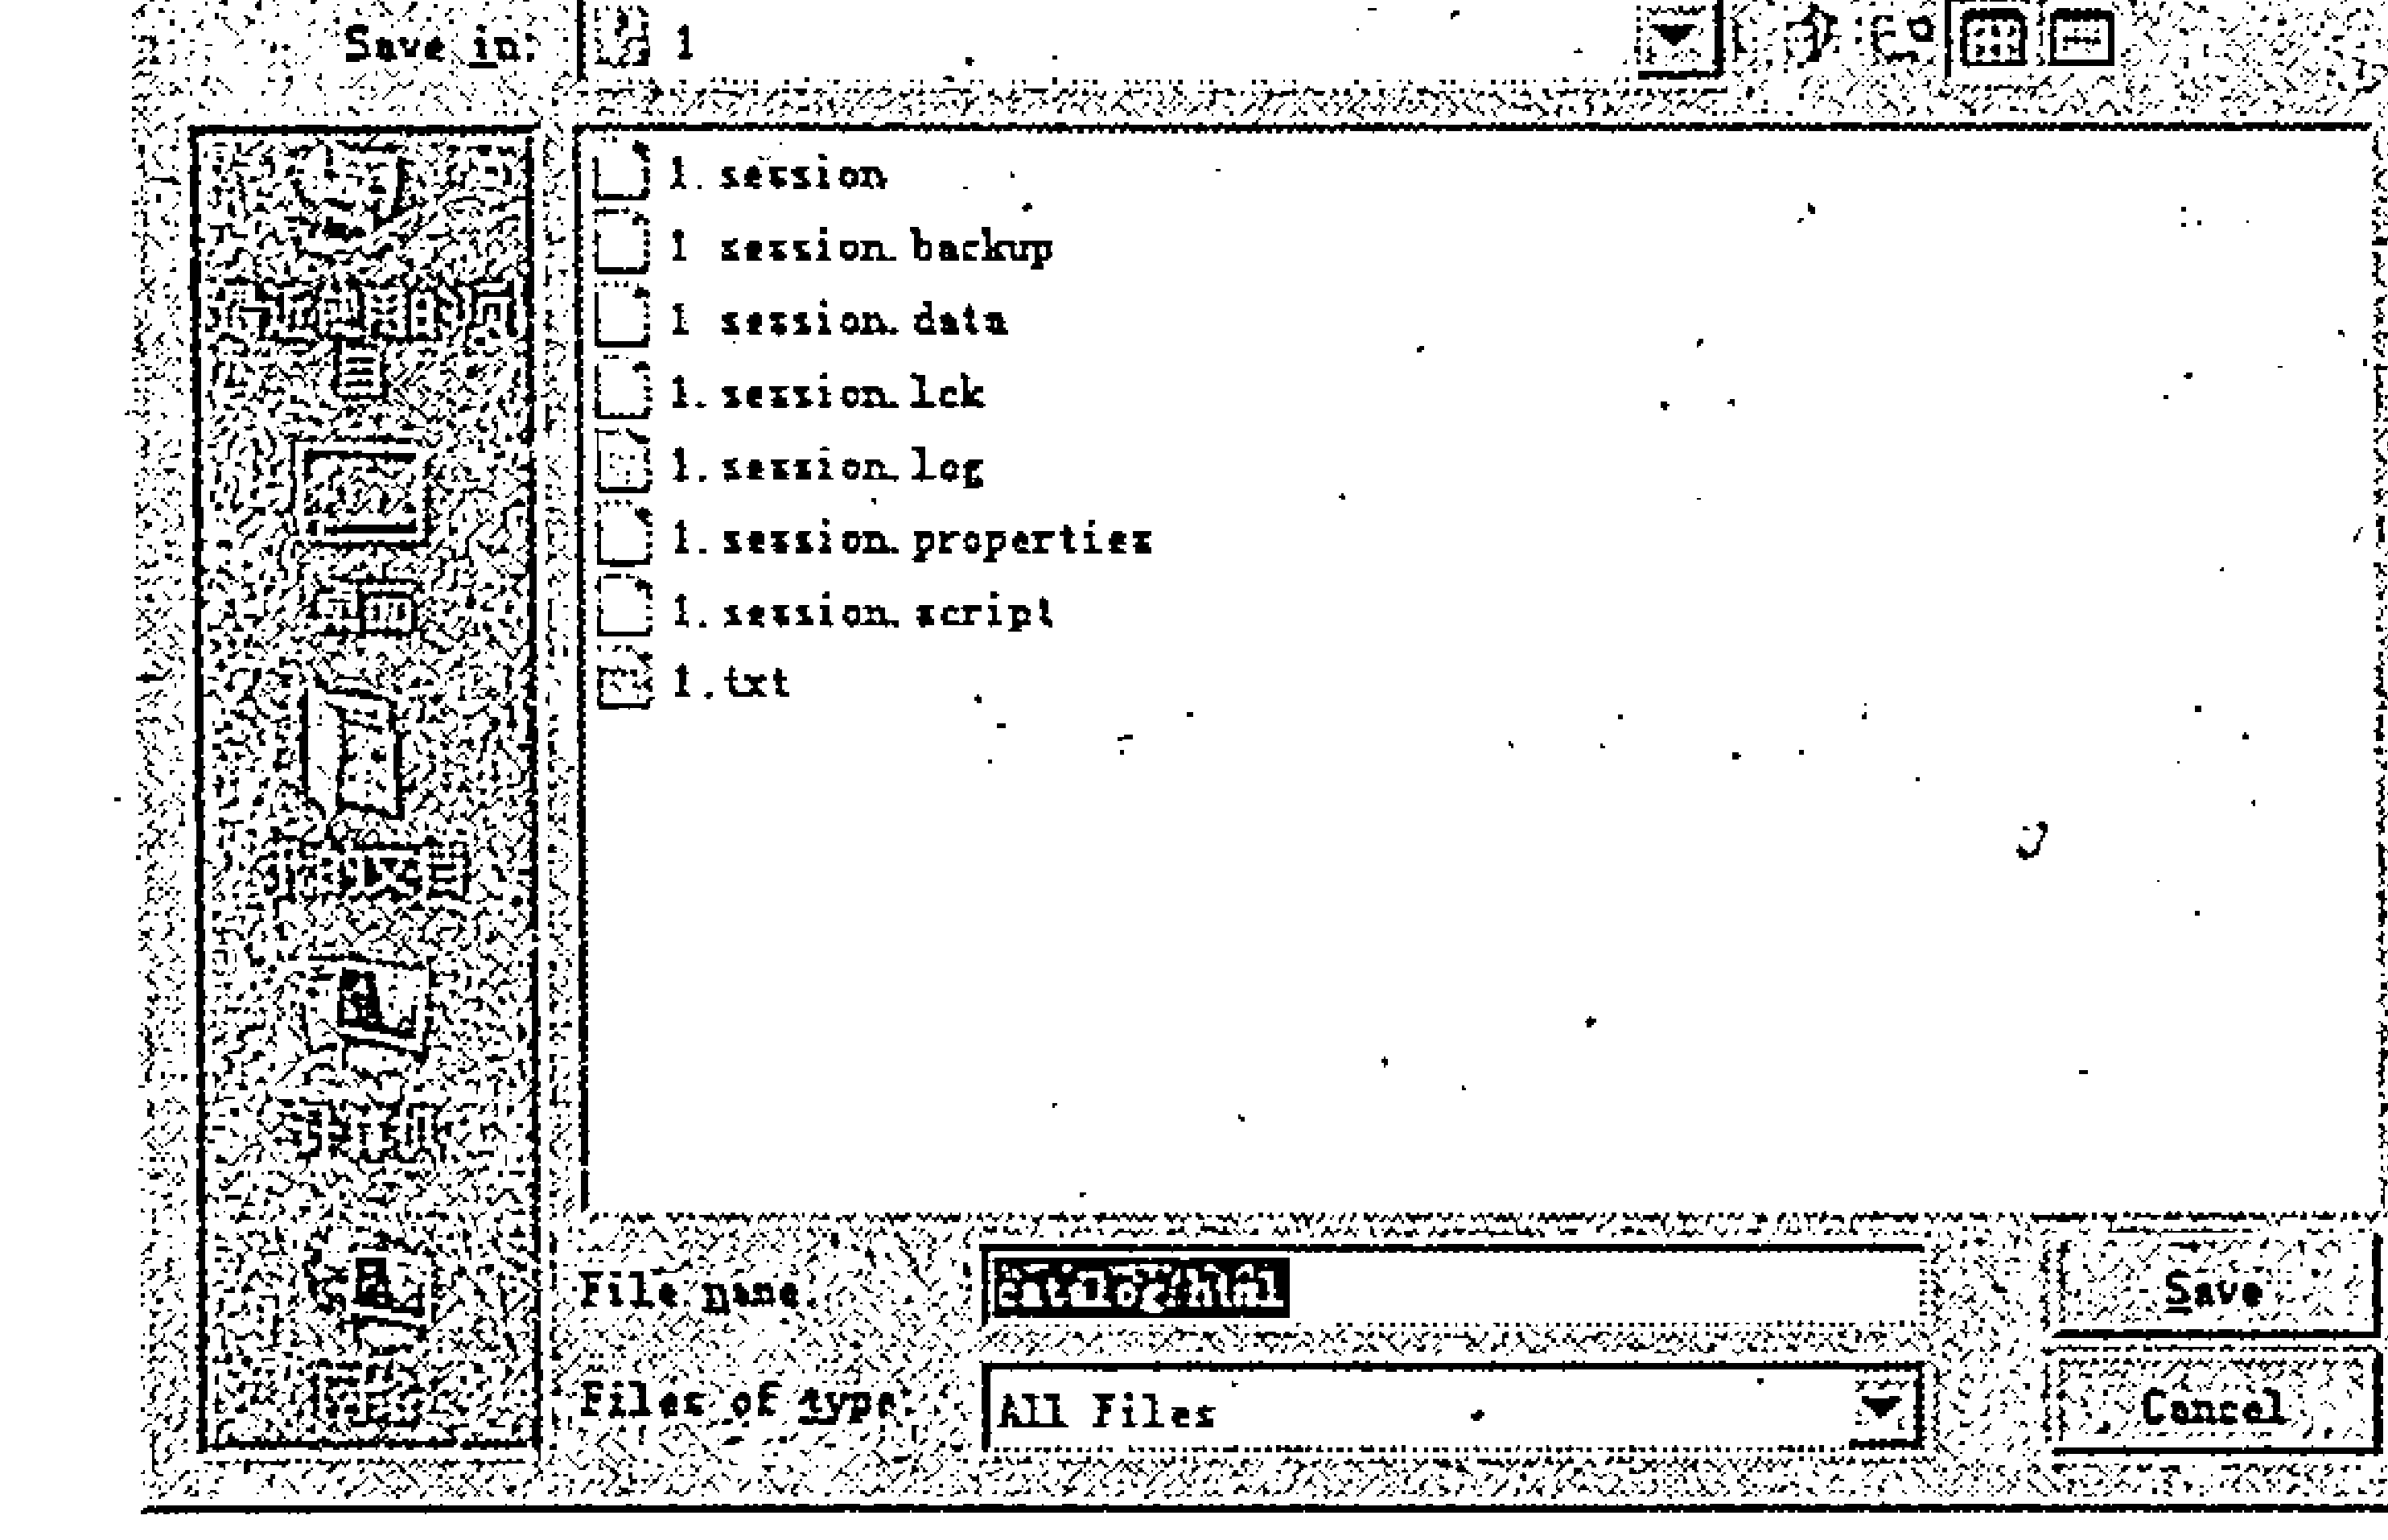 Save in: 1
1.session
1 session.backup
1 session.data
1.session.lck
1.session.log
1.session.properties
1.session.script
1.txt
File name:
Save
Files of type: All Files
Cancel